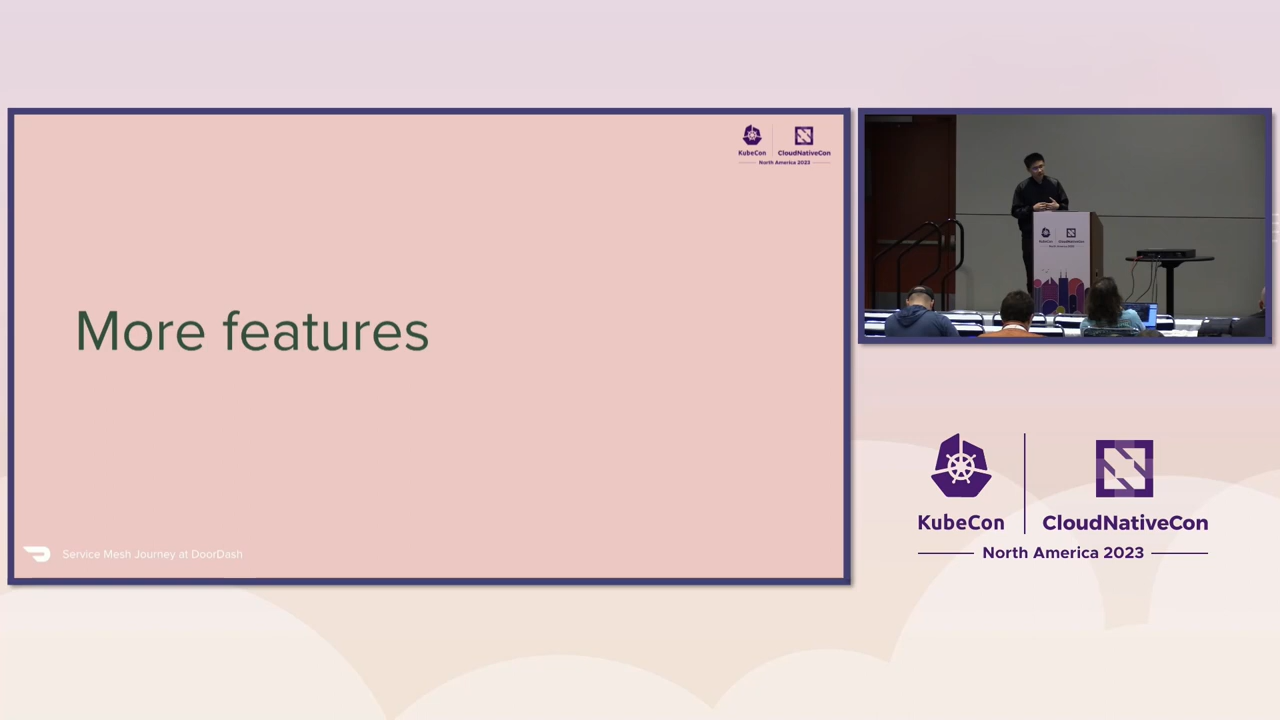 KubeCon
CloudNativeCon
North America 2023
More features
Service Mesh Journey at DoorDash
KubeCon
CloudNativeCon
North America 2023